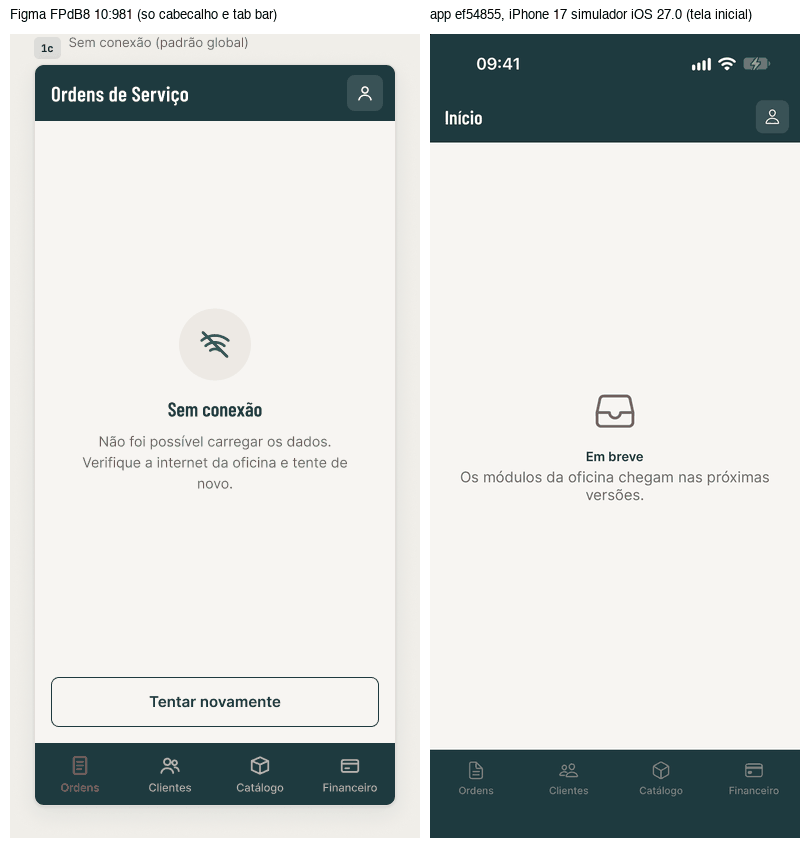 Figma FPdB8 10:981 (so cabecalho e tab bar)
1c Sem conexão (padrão global)
Ordens de Serviço
Sem conexão
Não foi possível carregar os dados.
Verifique a internet da oficina e tente de
novo.
Tentar novamente
Ordens Clientes Catálogo Financeiro
app ef54855, iPhone 17 simulador iOS 27.0 (tela inicial)
09:41
Início
Em breve
Os módulos da oficina chegam nas próximas
versões.
Ordens Clientes Catálogo Financeiro